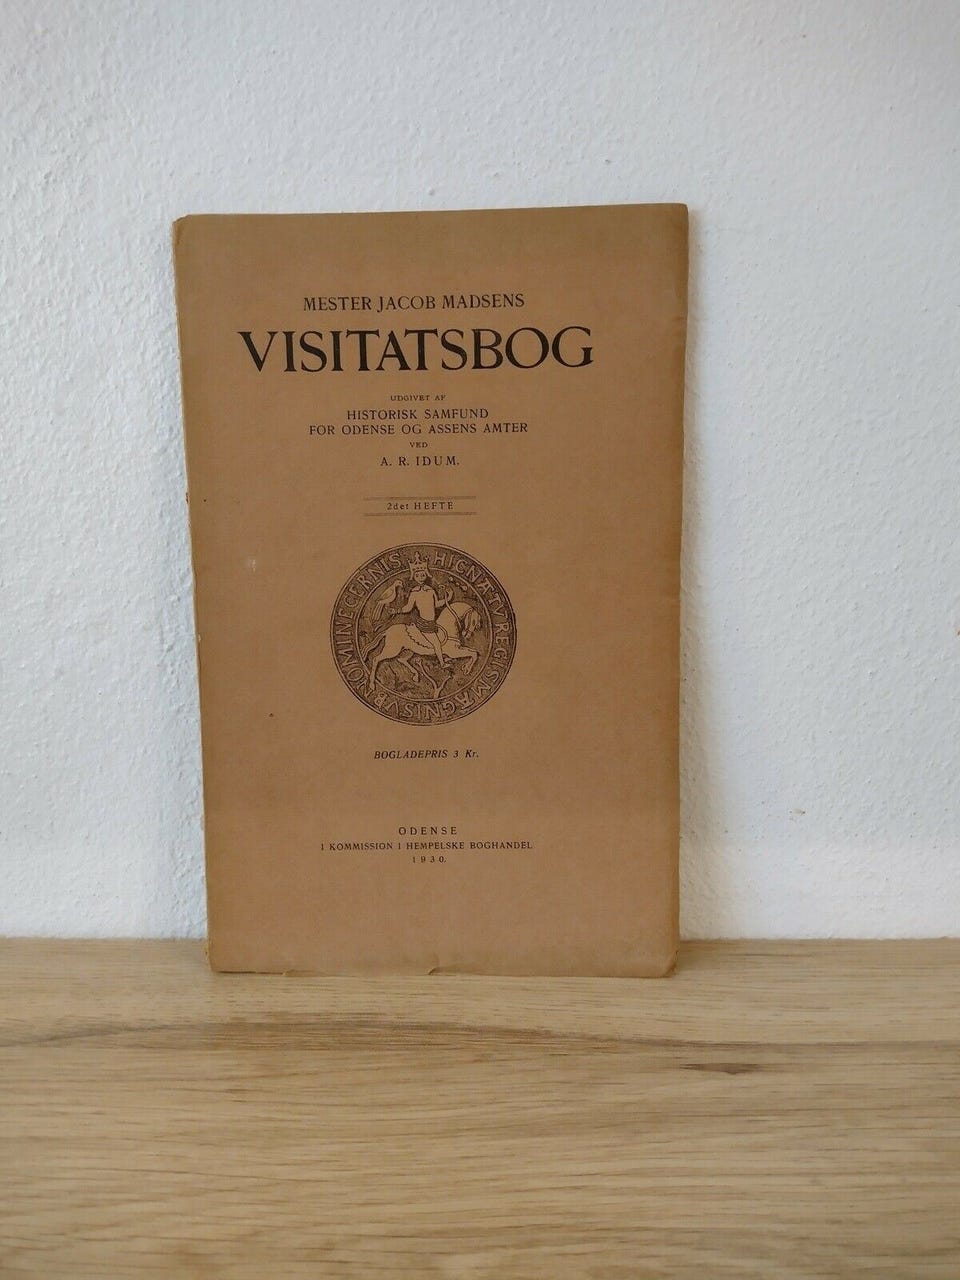 MESTER JACOB MADSENS
VISITATSBOG
UDGIVET AF
HISTORISK SAMFUND
FOR ODENSE OG ASSENS AMTER
VED
A. R. IDUM.
2det HEFTE
HICNATVREGISMAGNISVBNOMINECERNIS
BOGLADEPRIS 3 Kr.
ODENSE
I KOMMISSION I HEMPELSKE BOGHANDEL
1930.